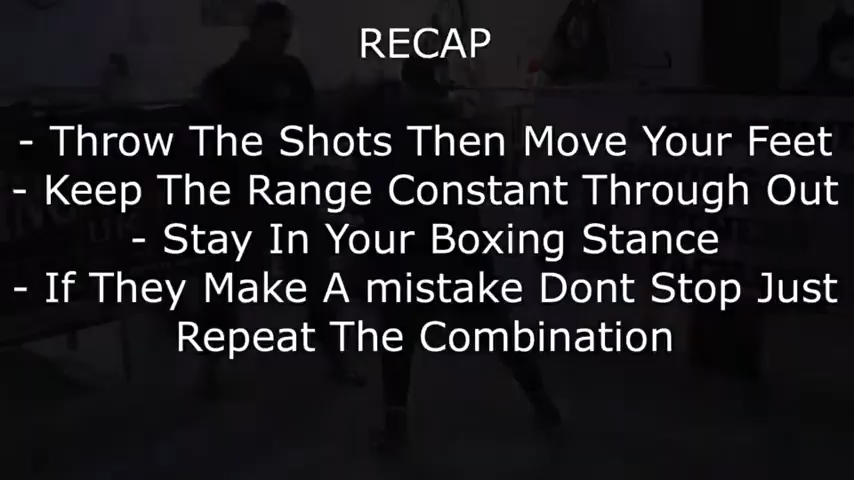 RECAP
- Throw The Shots Then Move Your Feet
- Keep The Range Constant Through Out
- Stay In Your Boxing Stance
- If They Make A mistake Dont Stop Just
Repeat The Combination